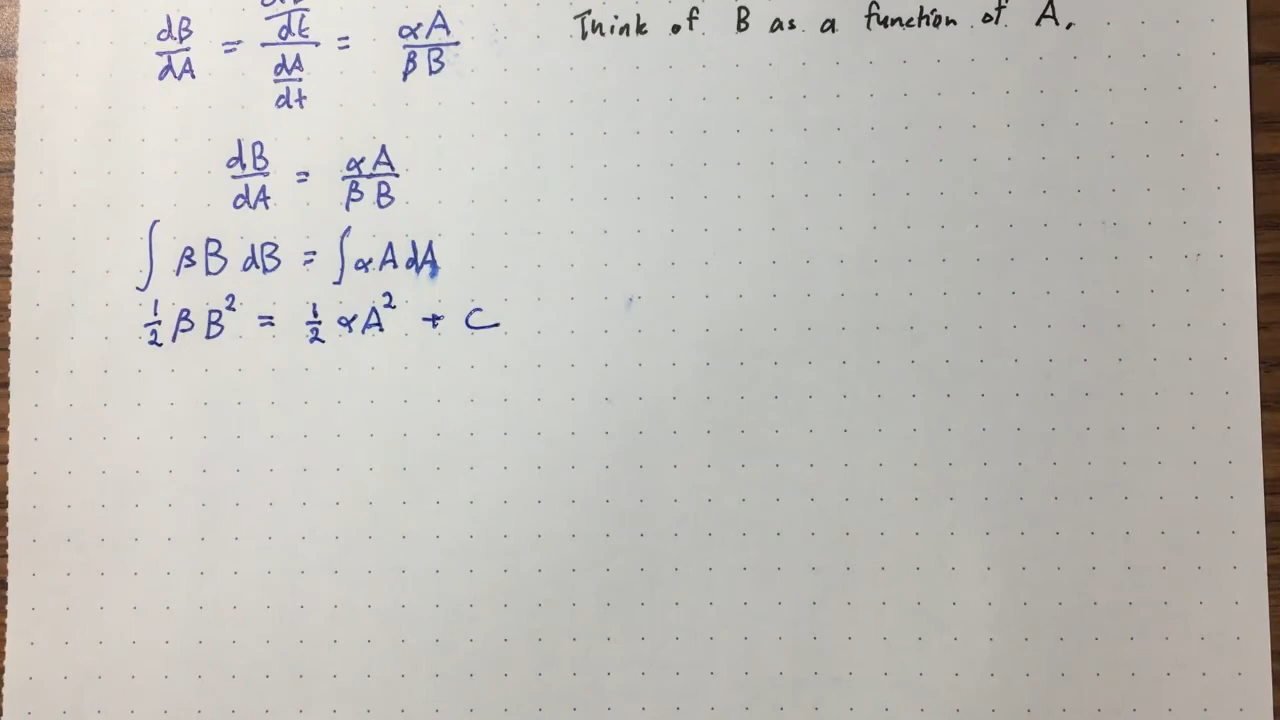 dB/dA = (dB/dt)/(dA/dt) = αA/βB
Think of B as a function of A.
dB/dA = αA/βB
∫ βB dB = ∫ αA dA
½ βB² = ½ αA² + C